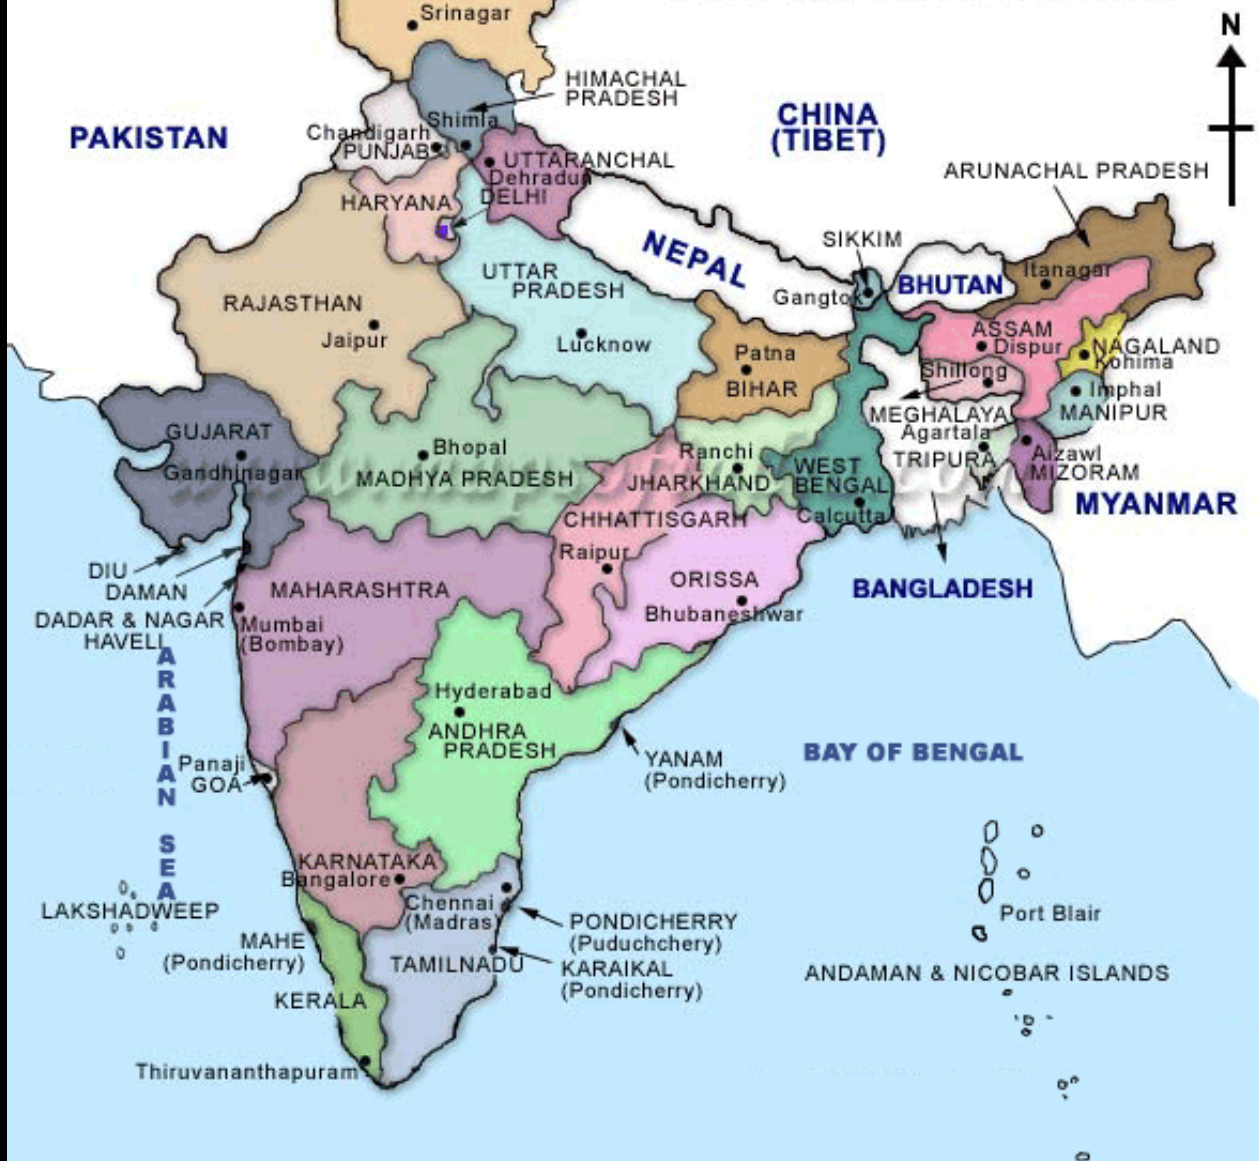 Srinagar
N
HIMACHAL
PRADESH
CHINA
(TIBET)
PAKISTAN
Shimla
Chandigarh
PUNJAB
UTTARANCHAL
Dehradun
DELHI
HARYANA
ARUNACHAL PRADESH
SIKKIM
NEPAL
BHUTAN
Itanagar
Gangtok
UTTAR
PRADESH
RAJASTHAN
Jaipur
Lucknow
Patna
BIHAR
ASSAM
Dispur
NAGALAND
Kohima
Shillong
Imphal
MANIPUR
MEGHALAYA
Agartala
TRIPURA
Aizawl
MIZORAM
MYANMAR
GUJARAT
Gandhinagar
Bhopal
MADHYA PRADESH
Ranchi
JHARKHAND
WEST
BENGAL
Calcutta
CHHATTISGARH
Raipur
ORISSA
Bhubaneshwar
BANGLADESH
DIU
DAMAN
DADAR & NAGAR
HAVELI
MAHARASHTRA
Mumbai
(Bombay)
ARABIAN SEA
Hyderabad
ANDHRA
PRADESH
YANAM
(Pondicherry)
BAY OF BENGAL
Panaji
GOA
KARNATAKA
Bangalore
Chennai
(Madras)
LAKSHADWEEP
MAHE
(Pondicherry)
PONDICHERRY
(Puduchchery)
KARAIKAL
(Pondicherry)
TAMILNADU
KERALA
Thiruvananthapuram
Port Blair
ANDAMAN & NICOBAR ISLANDS